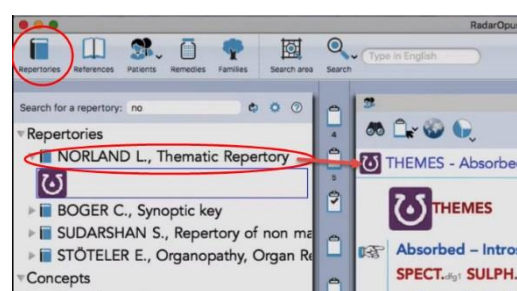 RadarOpu
Repertories References Patients Remedies Families Search area Search
Type in English
Search for a repertory: no
Repertories
NORLAND L., Thematic Repertory
BOGER C., Synoptic key
SUDARSHAN S., Repertory of non ma
STÖTELER E., Organopathy, Organ Re
Concepts
4
5
THEMES - Absorbe
THEMES
Absorbed – Intros
SPECT.dfg1 SULPH.